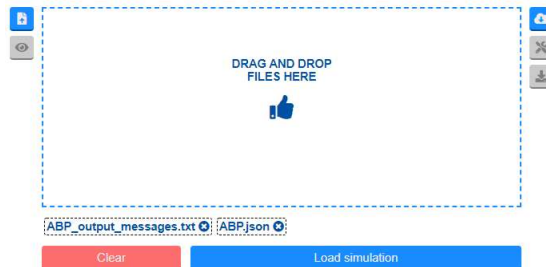 DRAG AND DROP
FILES HERE
ABP_output_messages.txt ABP.json
Clear Load simulation